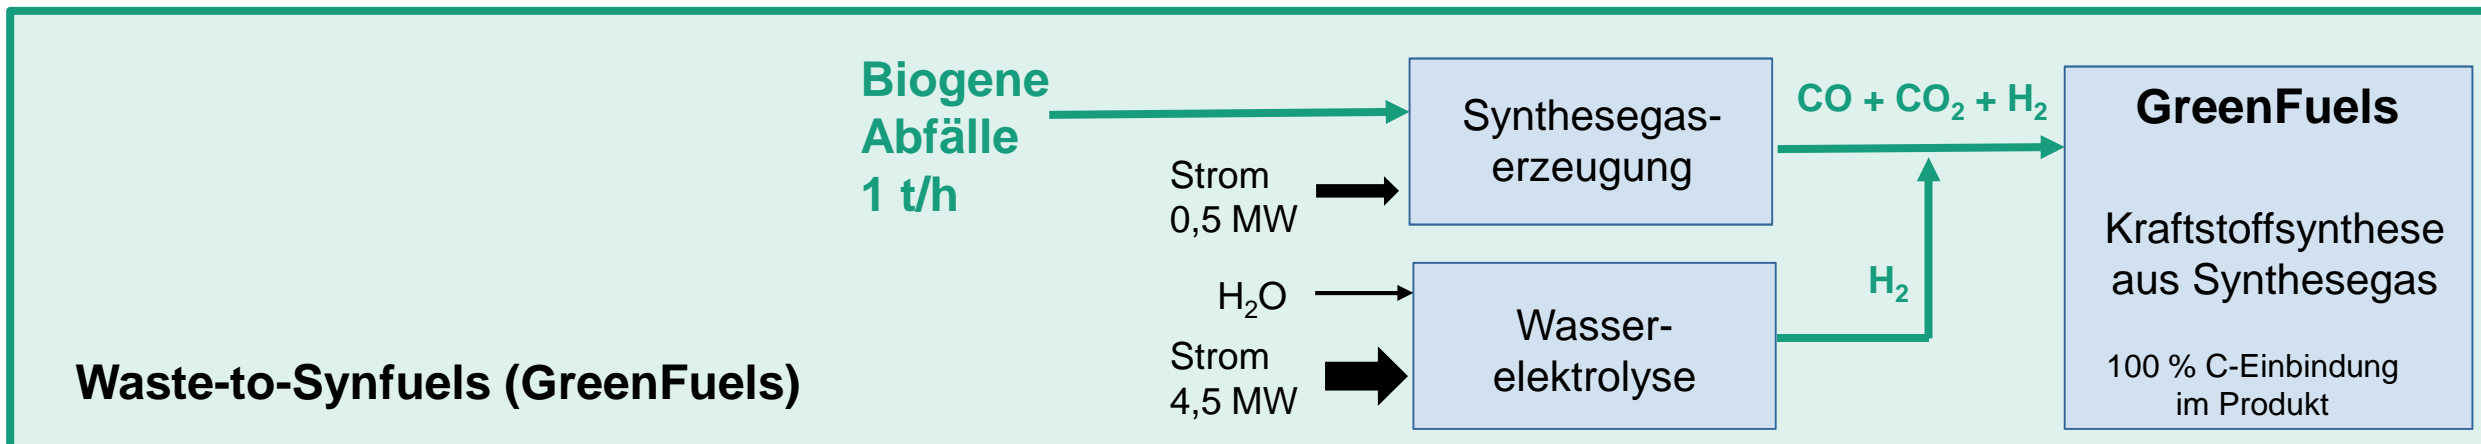 Biogene
Abfälle
1 t/h
Strom
0,5 MW
Synthesegas-
erzeugung
CO + CO₂ + H₂
GreenFuels
Kraftstoffsynthese
aus Synthesegas
100 % C-Einbindung
im Produkt
H₂O
Strom
4,5 MW
Wasser-
elektrolyse
H₂
Waste-to-Synfuels (GreenFuels)